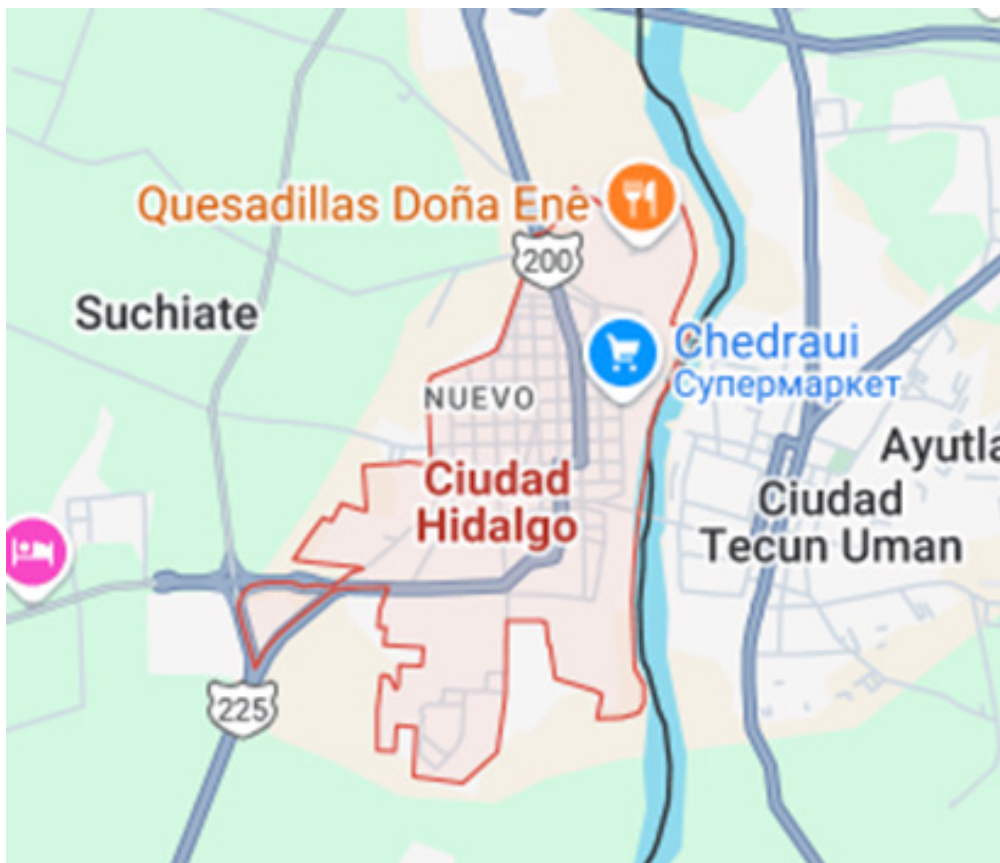 Quesadillas Doña Ene
200
Suchiate
Chedraui
Супермаркет
NUEVO
Ciudad
Hidalgo
Ayutla
Ciudad
Tecun Uman
225